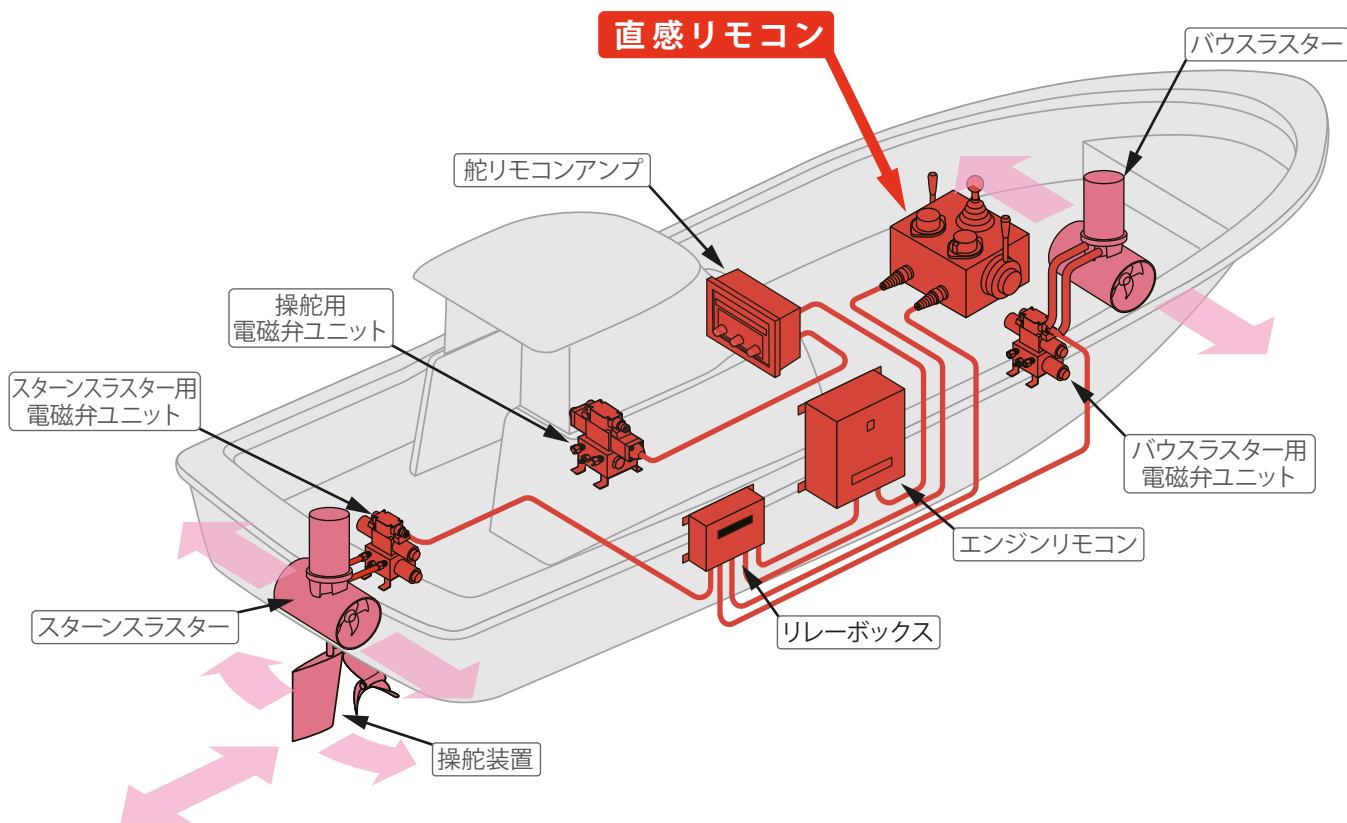 直感リモコン
バウスラスター
舵リモコンアンプ
操舵用
電磁弁ユニット
スターンスラスター用
電磁弁ユニット
バウスラスター用
電磁弁ユニット
エンジンリモコン
リレーボックス
スターンスラスター
操舵装置